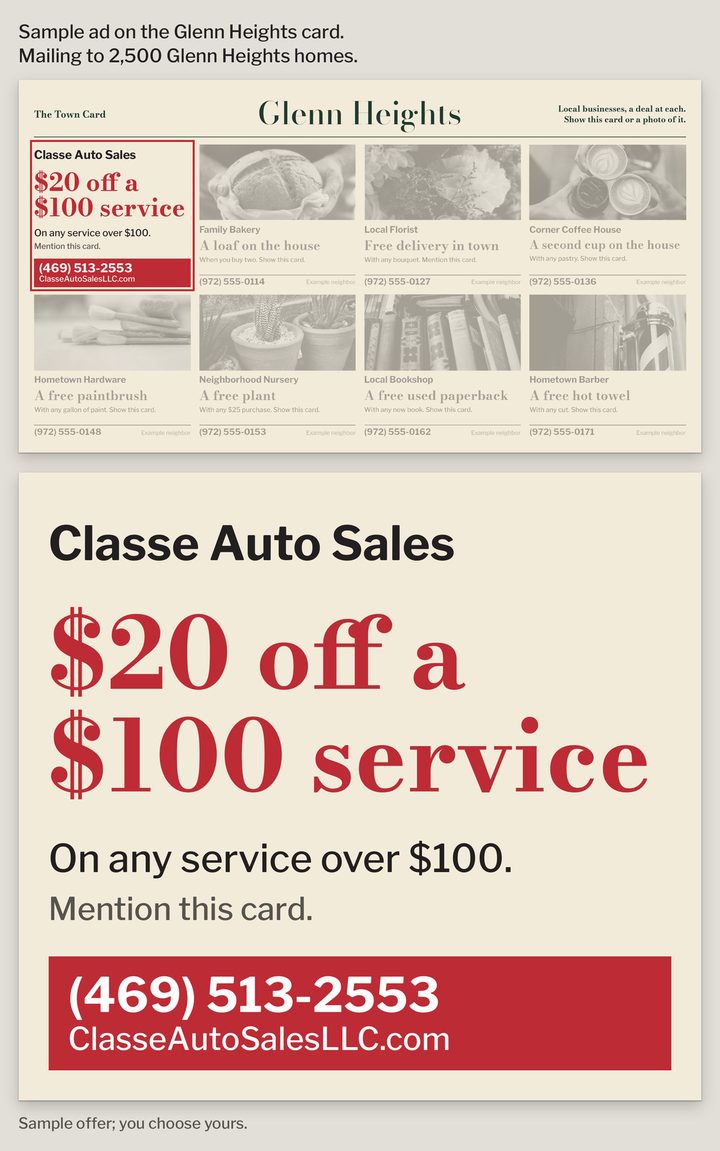 Sample ad on the Glenn Heights card.
Mailing to 2,500 Glenn Heights homes.
The Town Card
Glenn Heights
Local businesses, a deal at each.
Show this card or a photo of it.
Classe Auto Sales
$20 off a
$100 service
On any service over $100.
Mention this card.
(469) 513-2553
ClasseAutoSalesLLC.com
Family Bakery
A loaf on the house
When you buy two. Show this card.
(972) 555-0114 Example neighbor
Local Florist
Free delivery in town
With any bouquet. Mention this card.
(972) 555-0127 Example neighbor
Corner Coffee House
A second cup on the house
With any pastry. Show this card.
(972) 555-0136 Example neighbor
Hometown Hardware
A free paintbrush
With any gallon of paint. Show this card.
(972) 555-0148 Example neighbor
Neighborhood Nursery
A free plant
With any $25 purchase. Show this card.
(972) 555-0153 Example neighbor
Local Bookshop
A free used paperback
With any new book. Show this card.
(972) 555-0162 Example neighbor
Hometown Barber
A free hot towel
With any cut. Show this card.
(972) 555-0171 Example neighbor
Classe Auto Sales
$20 off a
$100 service
On any service over $100.
Mention this card.
(469) 513-2553
ClasseAutoSalesLLC.com
Sample offer; you choose yours.